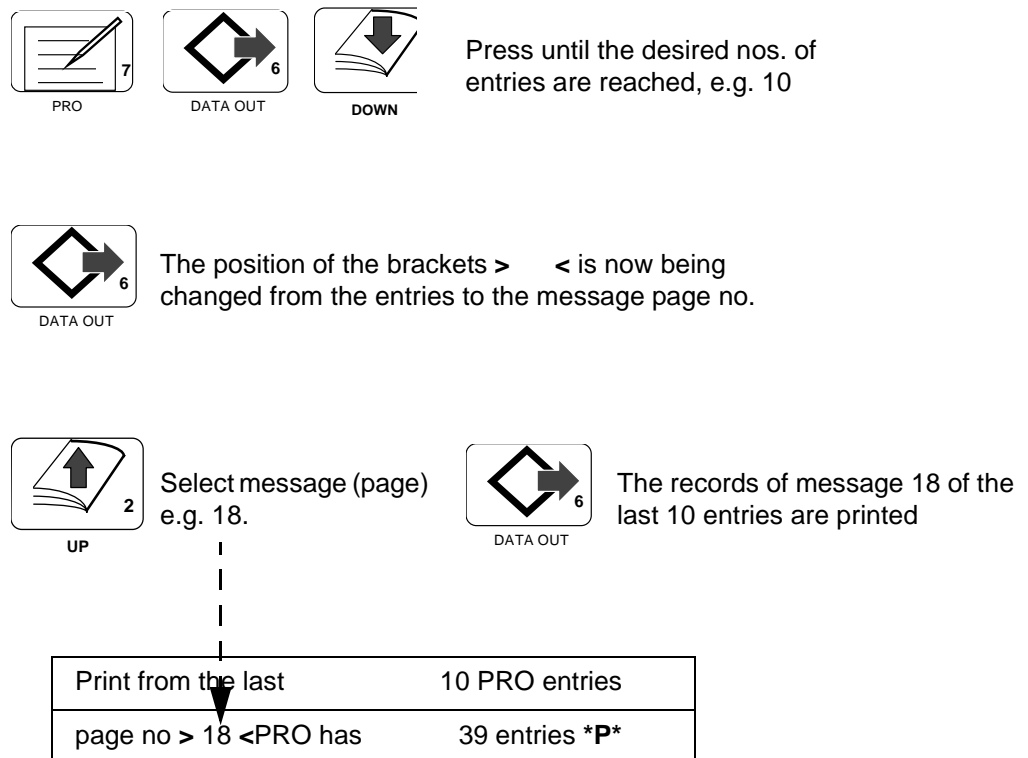 7
PRO
6
DATA OUT
DOWN
Press until the desired nos. of
entries are reached, e.g. 10
6
DATA OUT
The position of the brackets > < is now being
changed from the entries to the message page no.
2
UP
Select message (page)
e.g. 18.
6
DATA OUT
The records of message 18 of the
last 10 entries are printed
Print from the last 10 PRO entries
page no > 18 <PRO has 39 entries *P*